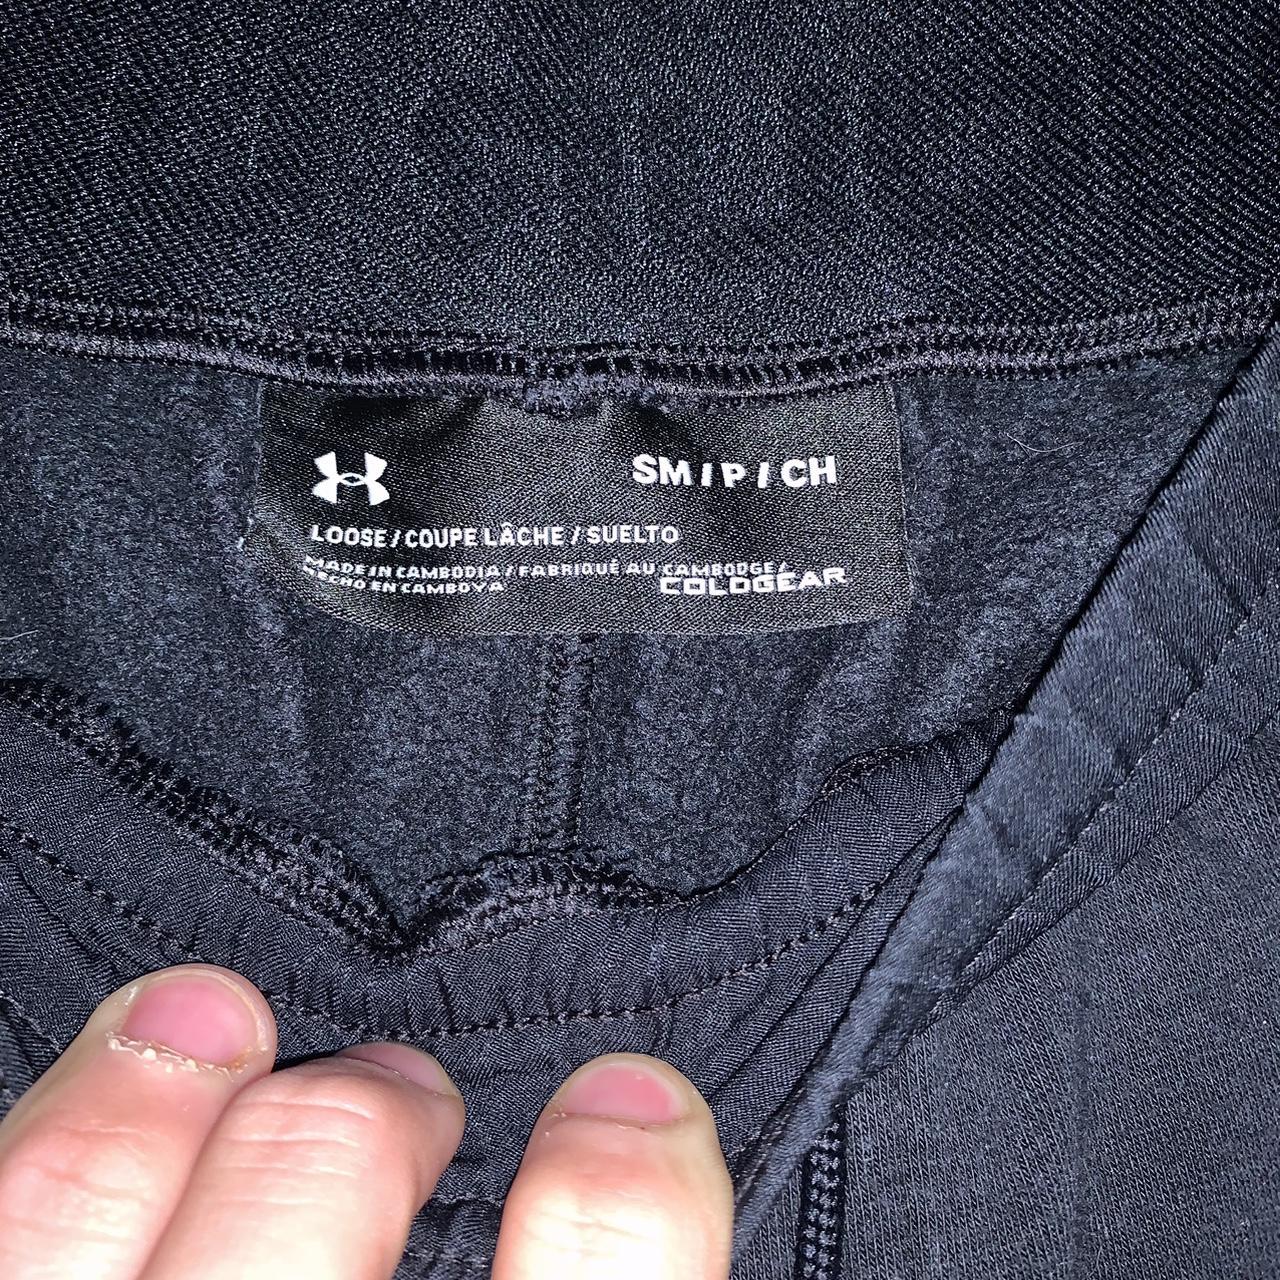 SM / P / CH
LOOSE / COUPE LÂCHE / SUELTO
MADE IN CAMBODIA / FABRIQUÉ AU CAMBODGE /
HECHO EN CAMBOYA
COLDGEAR